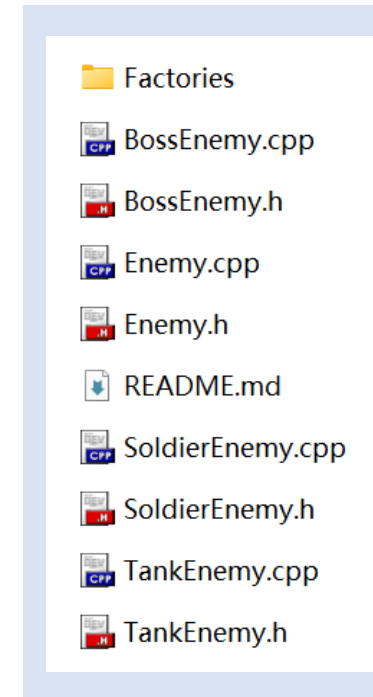 Factories
BossEnemy.cpp
BossEnemy.h
Enemy.cpp
Enemy.h
README.md
SoldierEnemy.cpp
SoldierEnemy.h
TankEnemy.cpp
TankEnemy.h